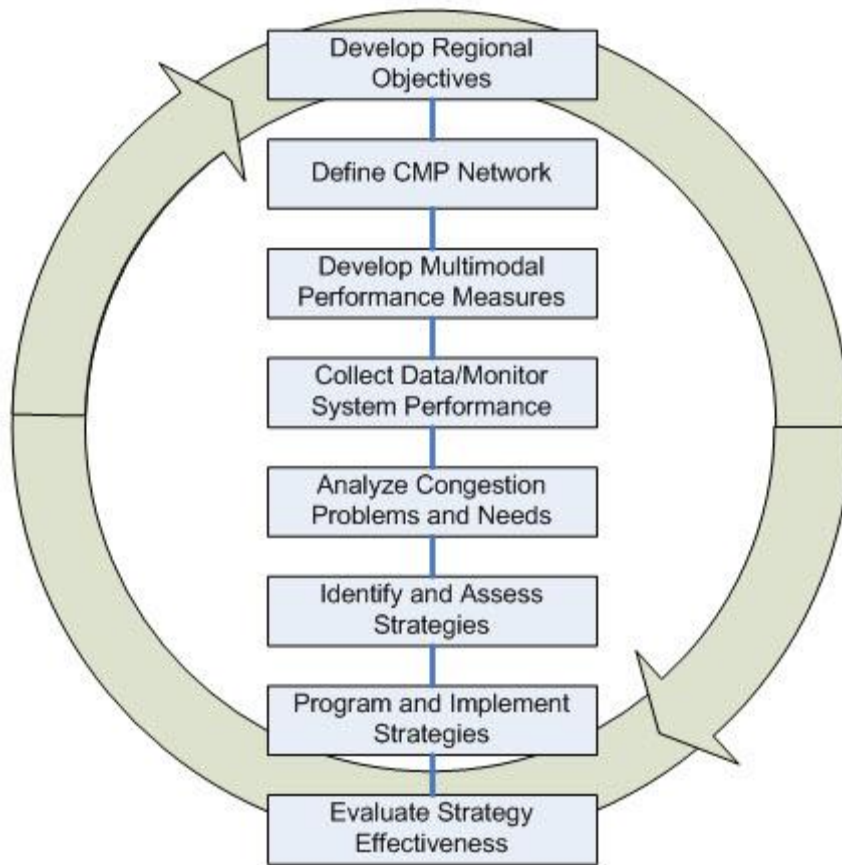 Develop Regional
Objectives
Define CMP Network
Develop Multimodal
Performance Measures
Collect Data/Monitor
System Performance
Analyze Congestion
Problems and Needs
Identify and Assess
Strategies
Program and Implement
Strategies
Evaluate Strategy
Effectiveness